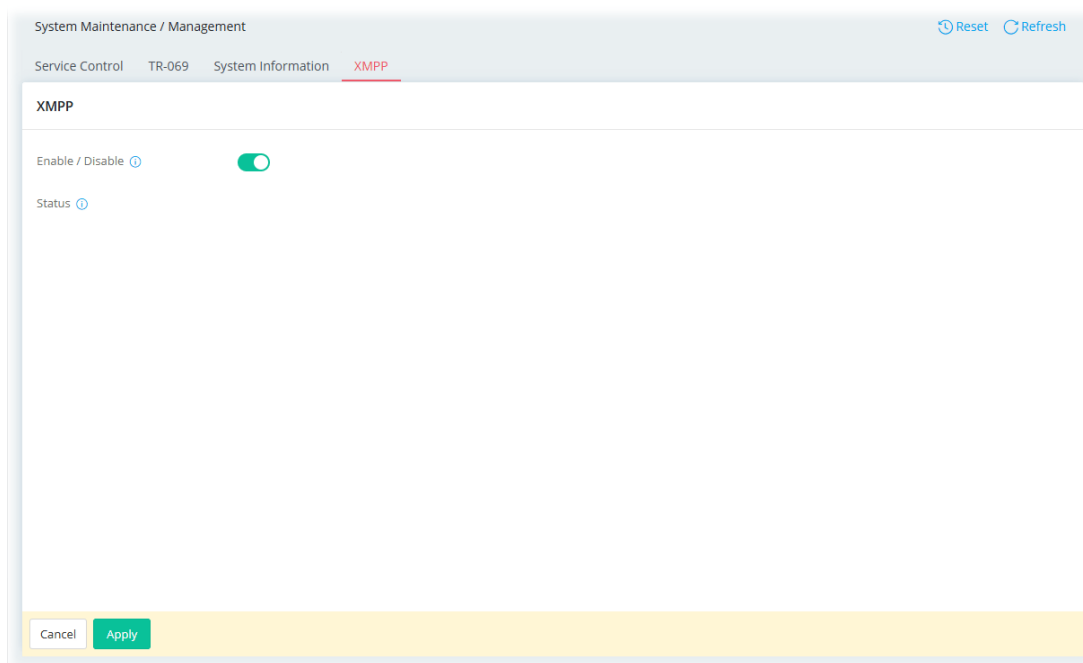 System Maintenance / Management Reset Refresh
Service Control TR-069 System Information XMPP
XMPP
Enable / Disable
Status
Cancel Apply